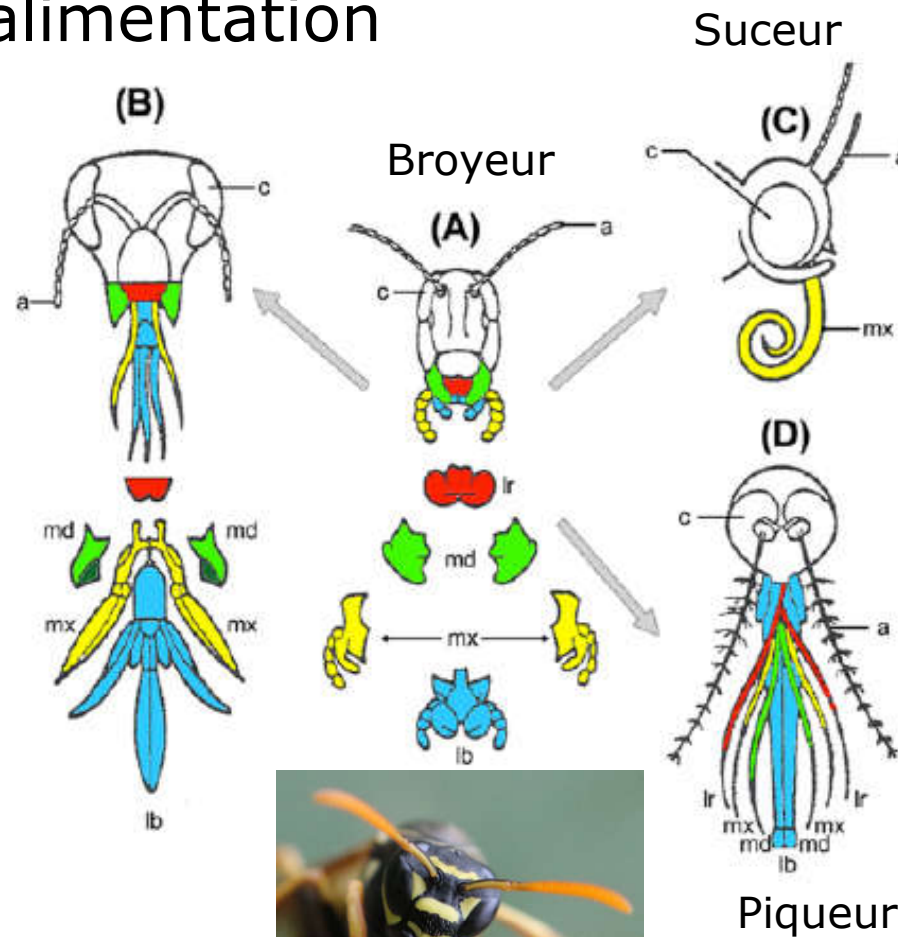 alimentation
Suceur
(B)
(C)
c
Broyeur
c
a
(A)
a
c
a
mx
(D)
lr
md
md
md
c
mx
mx
mx
a
lb
lb
lr
lr
mx
mx
md
md
lb
Piqueur